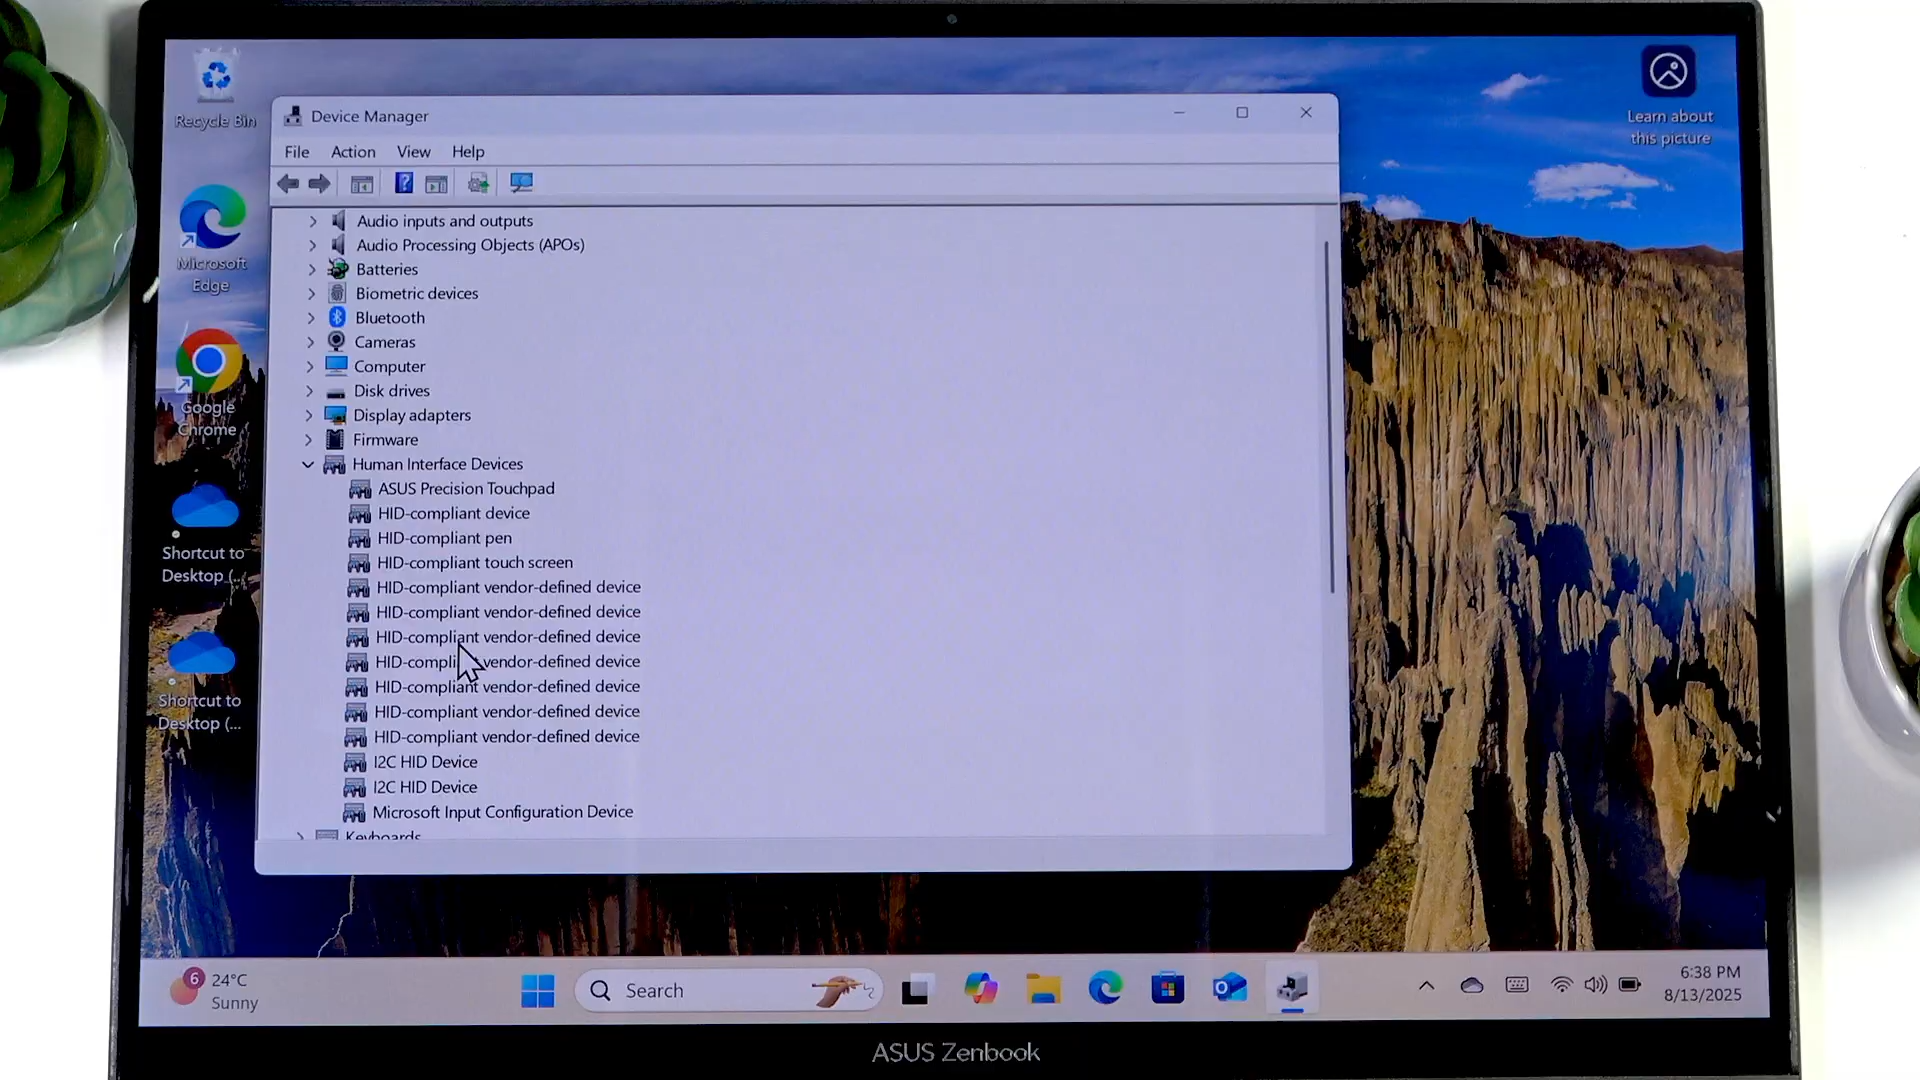 Recycle Bin
Learn about
this picture
Microsoft
Edge
Google
Chrome
Shortcut to
Desktop (...
Shortcut to
Desktop (...
Device Manager
File Action View Help
Audio inputs and outputs
Audio Processing Objects (APOs)
Batteries
Biometric devices
Bluetooth
Cameras
Computer
Disk drives
Display adapters
Firmware
Human Interface Devices
ASUS Precision Touchpad
HID-compliant device
HID-compliant pen
HID-compliant touch screen
HID-compliant vendor-defined device
HID-compliant vendor-defined device
HID-compliant vendor-defined device
HID-compliant vendor-defined device
HID-compliant vendor-defined device
HID-compliant vendor-defined device
HID-compliant vendor-defined device
I2C HID Device
I2C HID Device
Microsoft Input Configuration Device
Keyboards
6
24°C
Sunny
Search
6:38 PM
8/13/2025
ASUS Zenbook